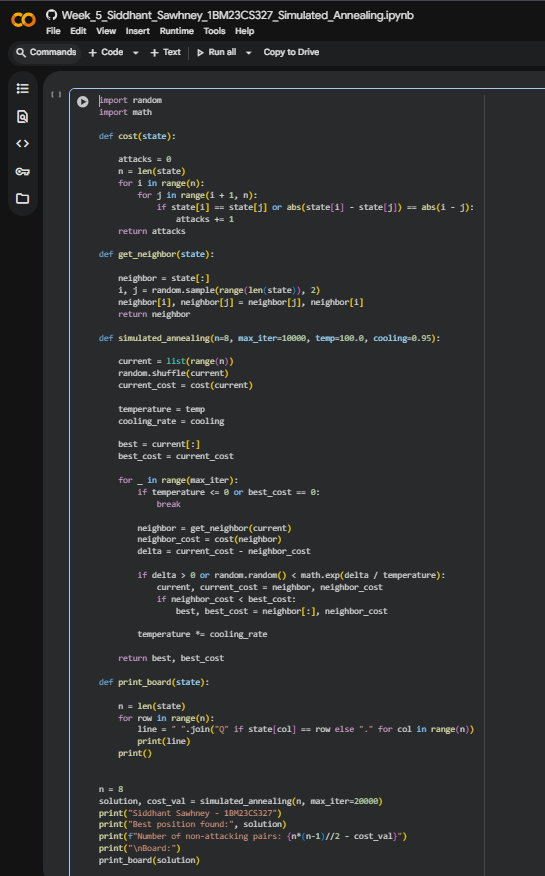 Week_5_Siddhant_Sawhney_1BM23CS327_Simulated_Annealing.ipynb
File Edit View Insert Runtime Tools Help
Commands + Code + Text Run all Copy to Drive
[ ]
import random
import math

def cost(state):

    attacks = 0
    n = len(state)
    for i in range(n):
        for j in range(i + 1, n):
            if state[i] == state[j] or abs(state[i] - state[j]) == abs(i - j):
                attacks += 1
    return attacks

def get_neighbor(state):

    neighbor = state[:]
    i, j = random.sample(range(len(state)), 2)
    neighbor[i], neighbor[j] = neighbor[j], neighbor[i]
    return neighbor

def simulated_annealing(n=8, max_iter=10000, temp=100.0, cooling=0.95):

    current = list(range(n))
    random.shuffle(current)
    current_cost = cost(current)

    temperature = temp
    cooling_rate = cooling

    best = current[:]
    best_cost = current_cost

    for _ in range(max_iter):
        if temperature <= 0 or best_cost == 0:
            break

        neighbor = get_neighbor(current)
        neighbor_cost = cost(neighbor)
        delta = current_cost - neighbor_cost

        if delta > 0 or random.random() < math.exp(delta / temperature):
            current, current_cost = neighbor, neighbor_cost
            if neighbor_cost < best_cost:
                best, best_cost = neighbor[:], neighbor_cost

        temperature *= cooling_rate

    return best, best_cost

def print_board(state):

    n = len(state)
    for row in range(n):
        line = " ".join("Q" if state[col] == row else "." for col in range(n))
        print(line)
    print()


n = 8
solution, cost_val = simulated_annealing(n, max_iter=20000)
print("Siddhant Sawhney - 1BM23CS327")
print("Best position found:", solution)
print(f"Number of non-attacking pairs: {n*(n-1)//2 - cost_val}")
print("\nBoard:")
print_board(solution)